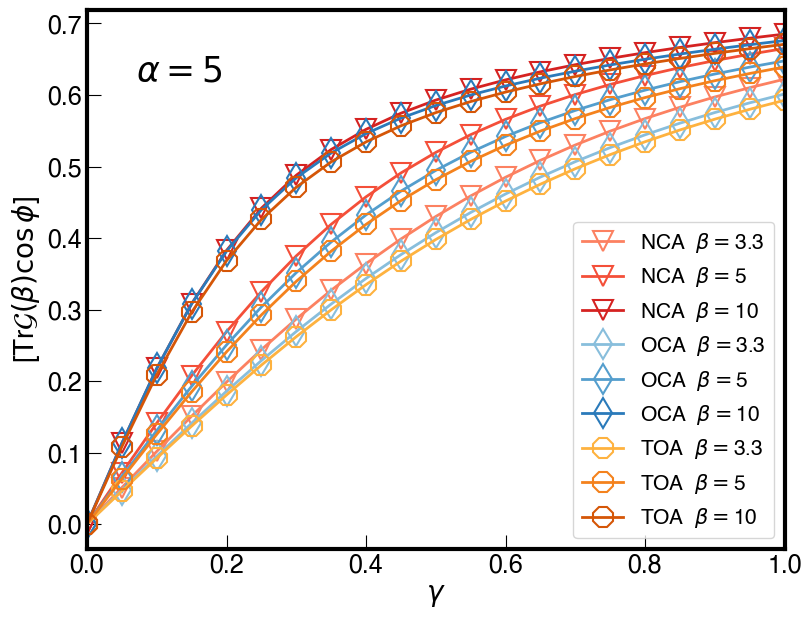 α = 5
[Tr𝒢(β)cos ϕ]
0.7
0.6
0.5
0.4
0.3
0.2
0.1
0.0
0.0 0.2 0.4 0.6 0.8 1.0
γ
NCA β = 3.3
NCA β = 5
NCA β = 10
OCA β = 3.3
OCA β = 5
OCA β = 10
TOA β = 3.3
TOA β = 5
TOA β = 10